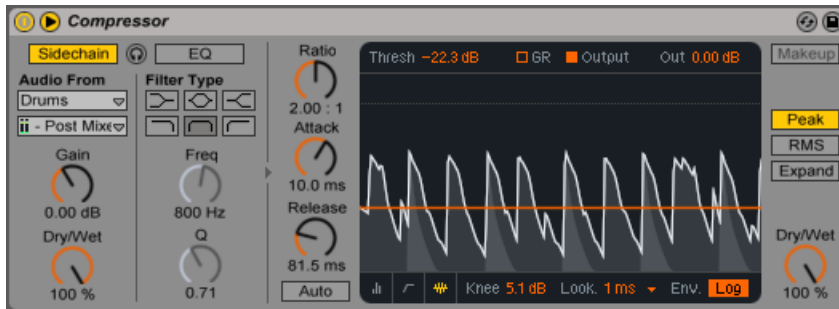 Compressor
Sidechain
EQ
Audio From
Filter Type
Drums
ii - Post Mixe
Gain
0.00 dB
Freq
800 Hz
Dry/Wet
100 %
Q
0.71
Ratio
2.00 : 1
Attack
10.0 ms
Release
81.5 ms
Auto
Thresh -22.3 dB
GR
Output
Out 0.00 dB
Knee 5.1 dB
Look. 1 ms
Env. Log
Makeup
Peak
RMS
Expand
Dry/Wet
100 %